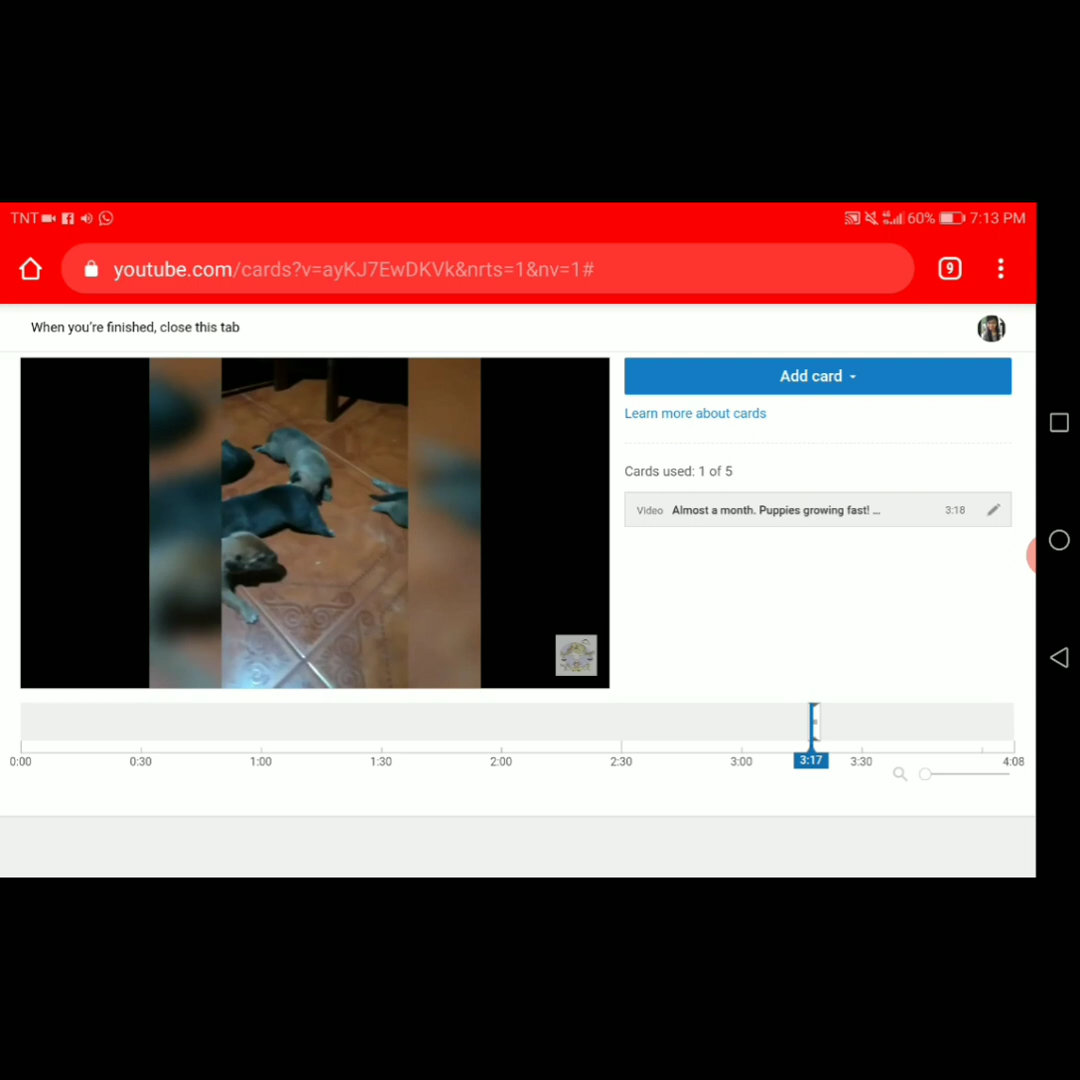 TNT 60% 7:13 PM
youtube.com/cards?v=ayKJ7EwDKVk&nrts=1&nv=1# 9
When you're finished, close this tab
Add card
Learn more about cards
Cards used: 1 of 5
Video Almost a month. Puppies growing fast! ... 3:18
0:00 0:30 1:00 1:30 2:00 2:30 3:00 3:17 3:30 4:08